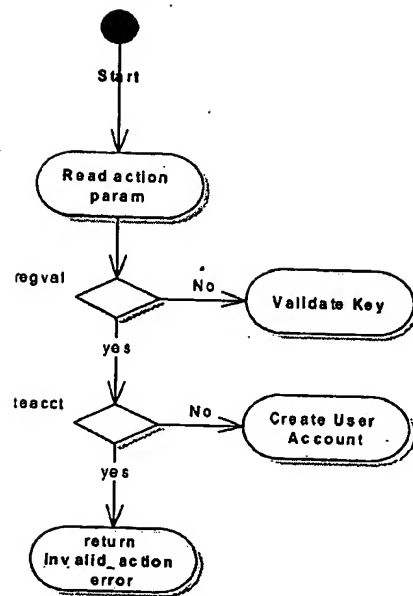 Start
Read action
param
regval
No
Validate Key
yes
teacct
No
Create User
Account
yes
return
invalid_action
error